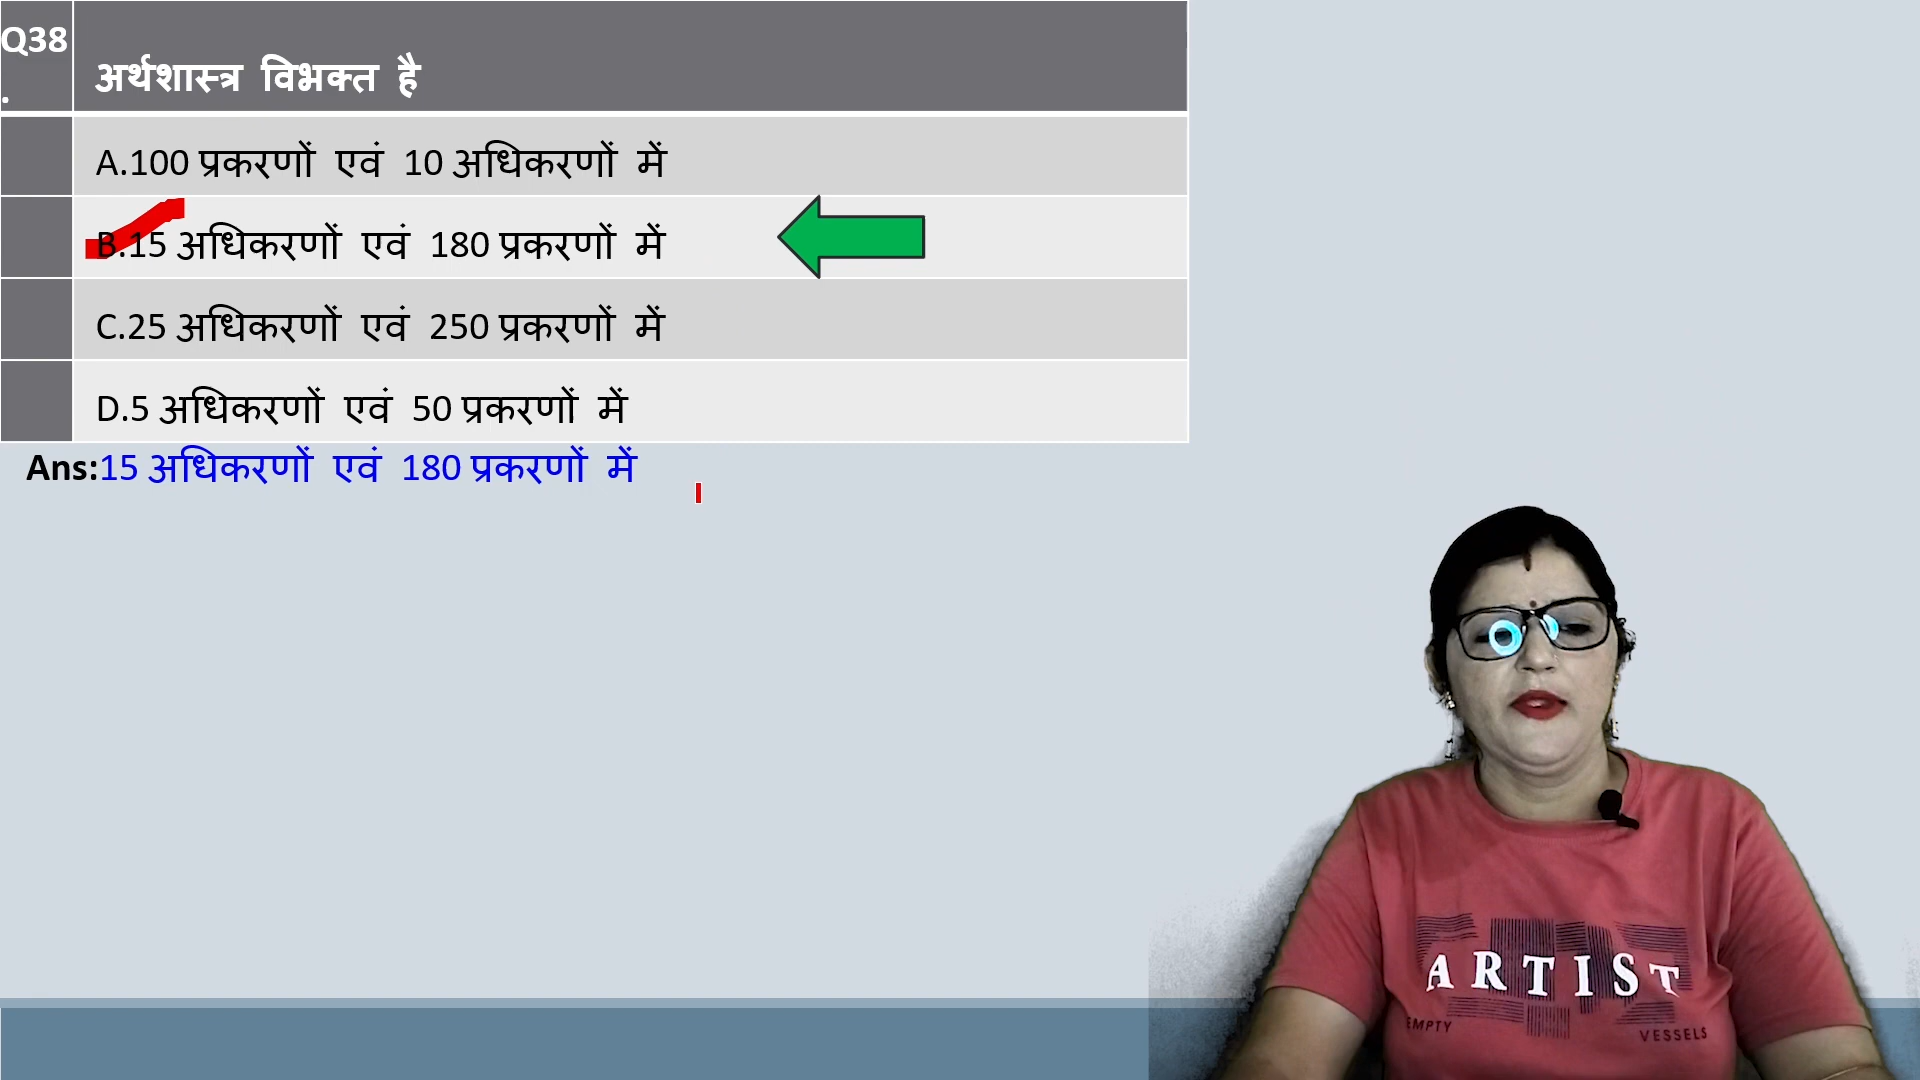 Q38
.
अर्थशास्त्र विभक्त है
A.100 प्रकरणों एवं 10 अधिकरणों में
B.15 अधिकरणों एवं 180 प्रकरणों में
C.25 अधिकरणों एवं 250 प्रकरणों में
D.5 अधिकरणों एवं 50 प्रकरणों में
Ans:15 अधिकरणों एवं 180 प्रकरणों में
ARTIST
EMPTY VESSELS